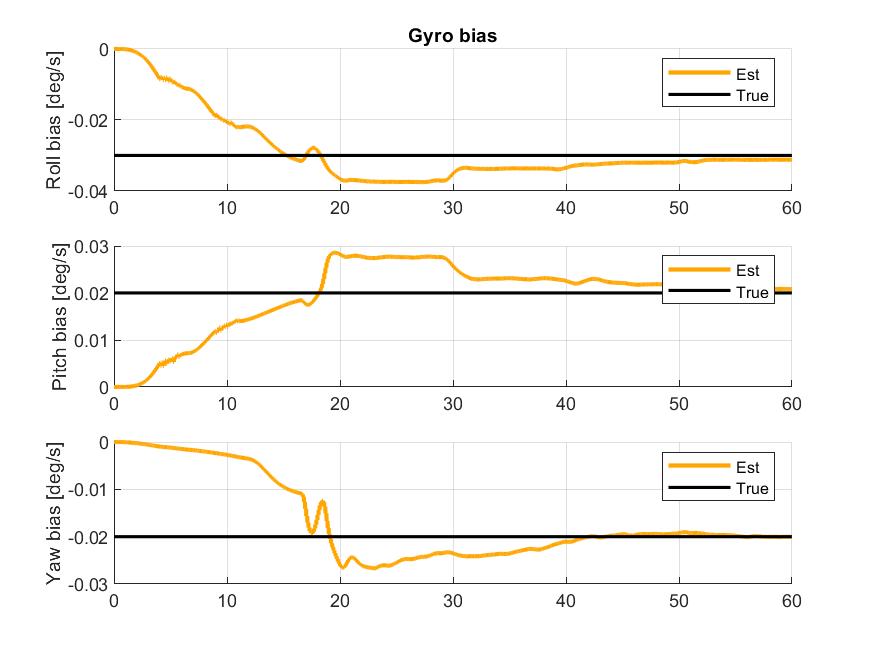 Gyro bias
Roll bias [deg/s]
0
-0.02
-0.04
0 10 20 30 40 50 60
Est
True
Pitch bias [deg/s]
0.03
0.02
0.01
0
0 10 20 30 40 50 60
Est
True
Yaw bias [deg/s]
0
-0.01
-0.02
-0.03
0 10 20 30 40 50 60
Est
True